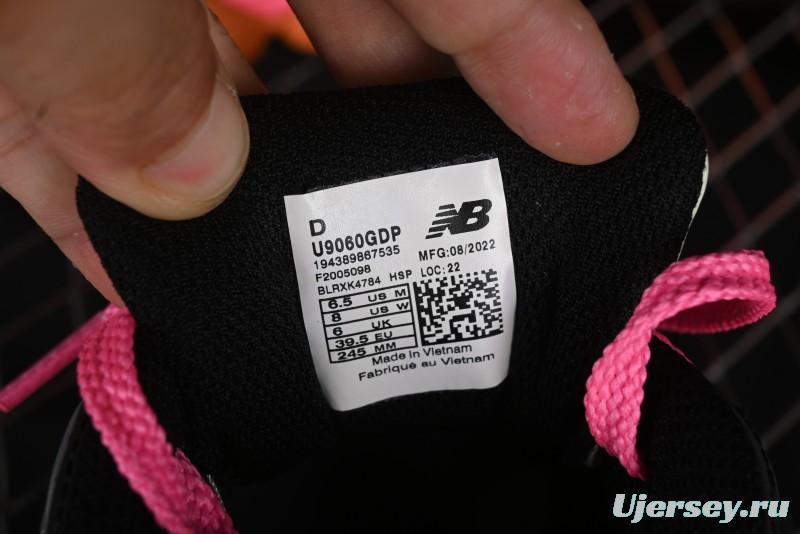 D
U9060GDP
194389867535
F2005098
BLRXK4784 HSP
NB
MFG:08/2022
LOC:22
6.5 US M
8 US W
6 UK
39.5 EU
245 MM
Made in Vietnam
Fabriqué au Vietnam
Ujersey.ru